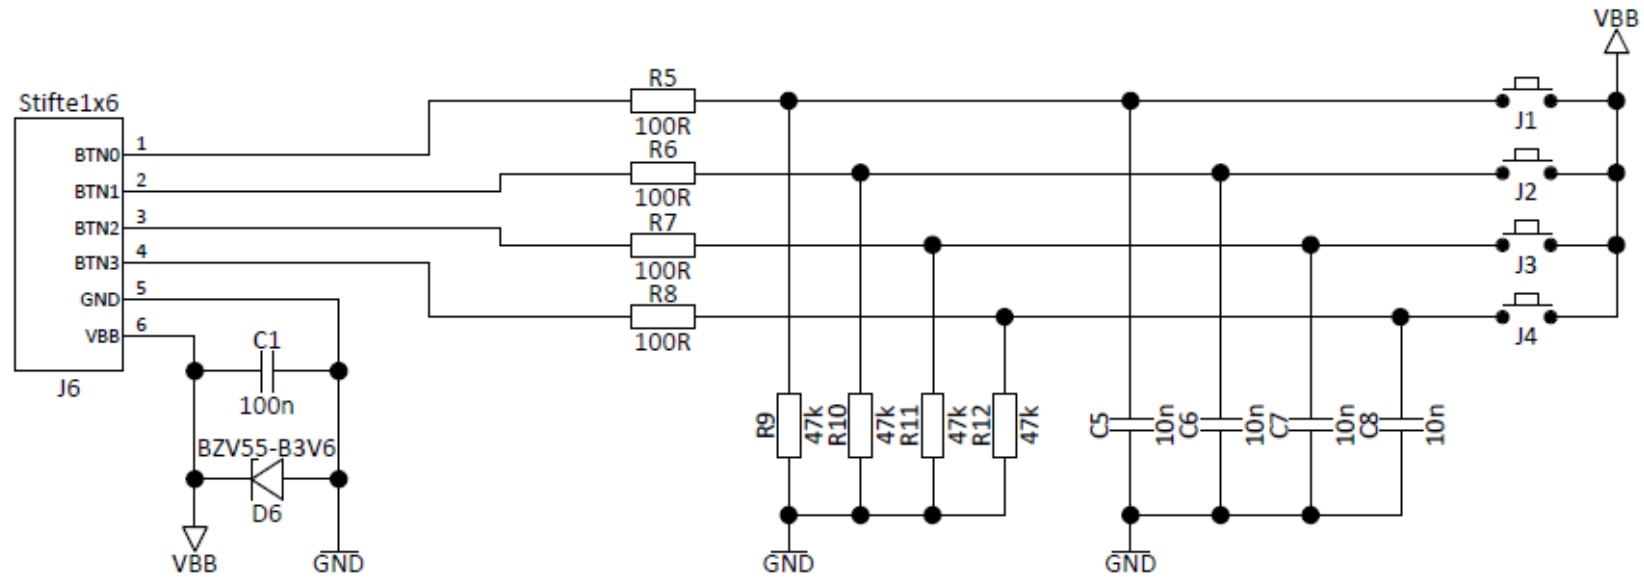 VBB
Stifte1x6
BTN0 1
BTN1 2
BTN2 3
BTN3 4
GND 5
VBB 6
J6
R5
100R
R6
100R
R7
100R
R8
100R
J1
J2
J3
J4
C1
100n
BZV55-B3V6
D6
VBB
GND
R9
47k
R10
47k
R11
47k
R12
47k
GND
C5
10n
C6
10n
C7
10n
C8
10n
GND